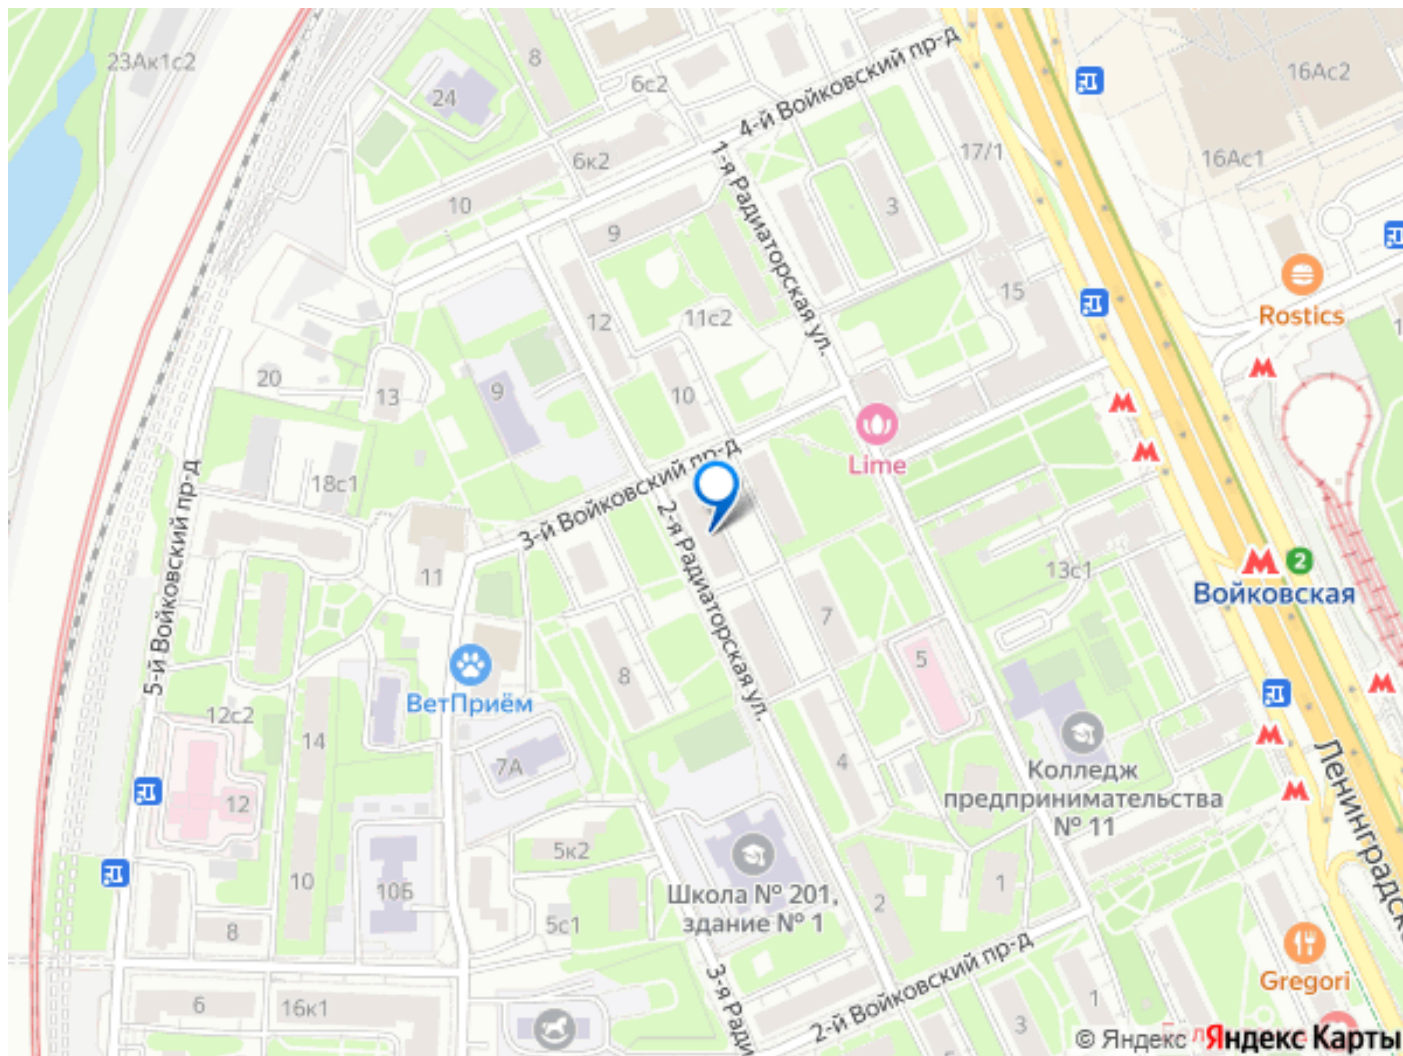 23Ак1с2
8
16Ас2
24
6с2
4-й Войковский пр-д
17/1
16Ас1
6к2
1-я Радиаторская ул.
10
3
9
15
Rostics
12
11с2
20
13
9
10
Lime
18с1
3-й Войковский пр-д
5-й Войковский пр-д
2-я Радиаторская ул.
11
13с1
2
Войковская
7
5
8
ВетПриём
12с2
14
7А
4
Колледж
предпринимательства
№ 11
12
Ленинградско
5к2
10
10Б
Школа № 201,
здание № 1
1
2
8
5с1
2-й Войковский пр-д
Gregori
6
16к1
3-я Ради
1
3
© Яндекс Яндекс Карты